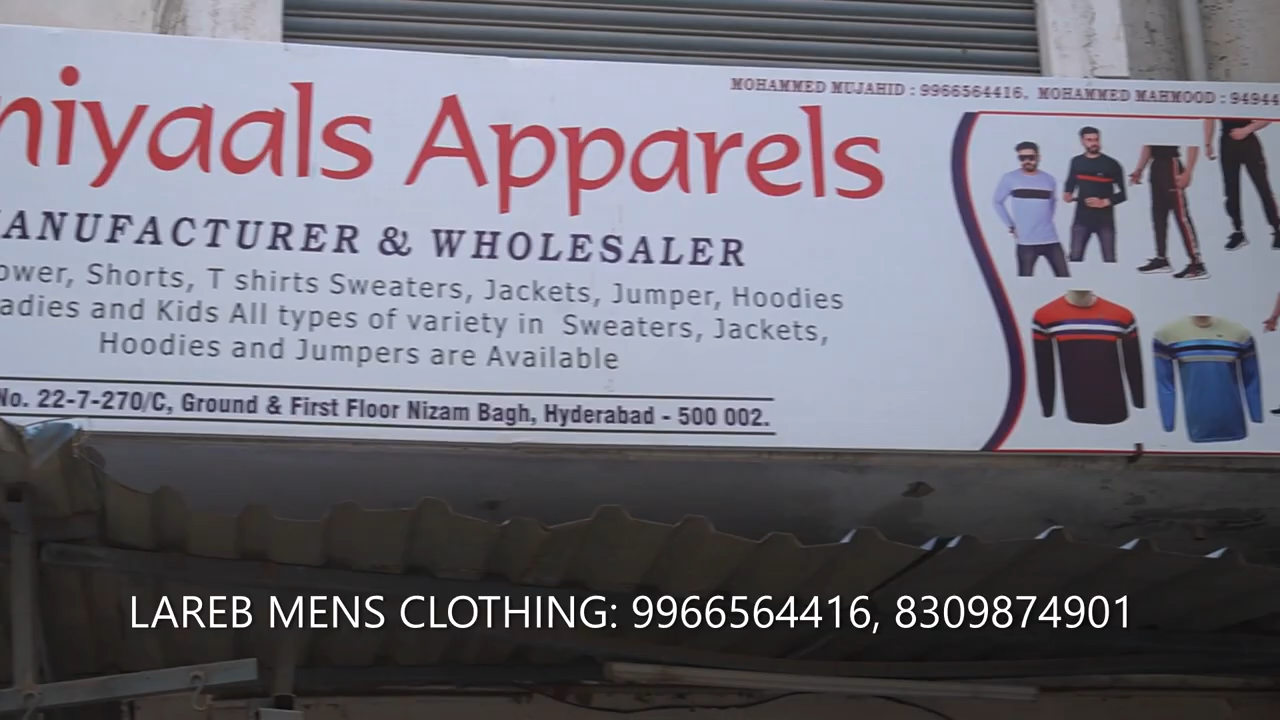 MOHAMMED MUJAHID : 9966564416, MOHAMMED MAHMOOD : 94944
niyaals Apparels
MANUFACTURER & WHOLESALER
ower, Shorts, T shirts Sweaters, Jackets, Jumper, Hoodies
adies and Kids All types of variety in Sweaters, Jackets,
Hoodies and Jumpers are Available
No. 22-7-270/C, Ground & First Floor Nizam Bagh, Hyderabad - 500 002.
LAREB MENS CLOTHING: 9966564416, 8309874901